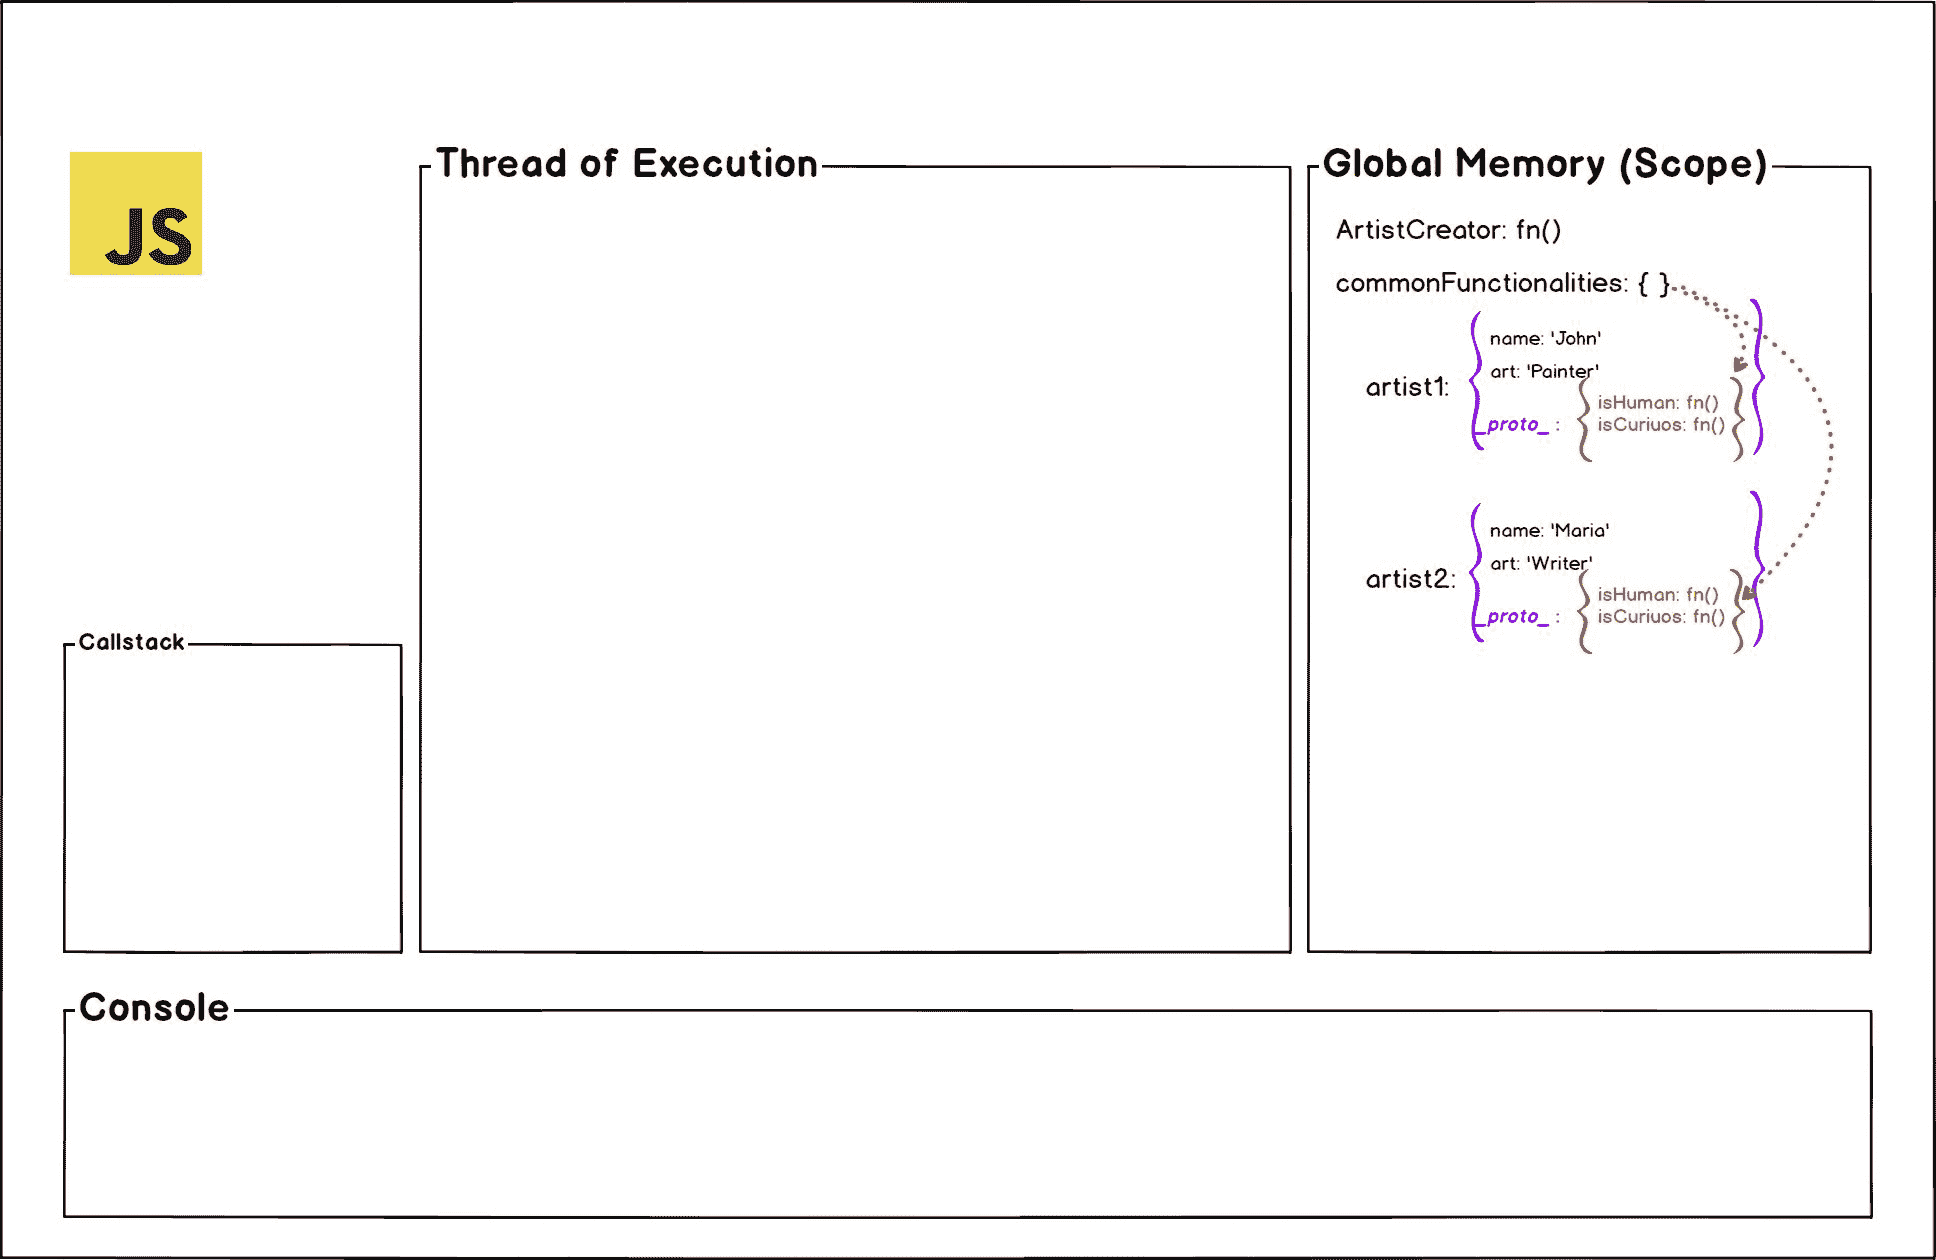 JS
Thread of Execution
Global Memory (Scope)
ArtistCreator: fn()
commonFunctionalities: { }
artist1:
name: 'John'
art: 'Painter'
_proto_ :
isHuman: fn()
isCuriuos: fn()
artist2:
name: 'Maria'
art: 'Writer'
_proto_ :
isHuman: fn()
isCuriuos: fn()
Callstack
Console